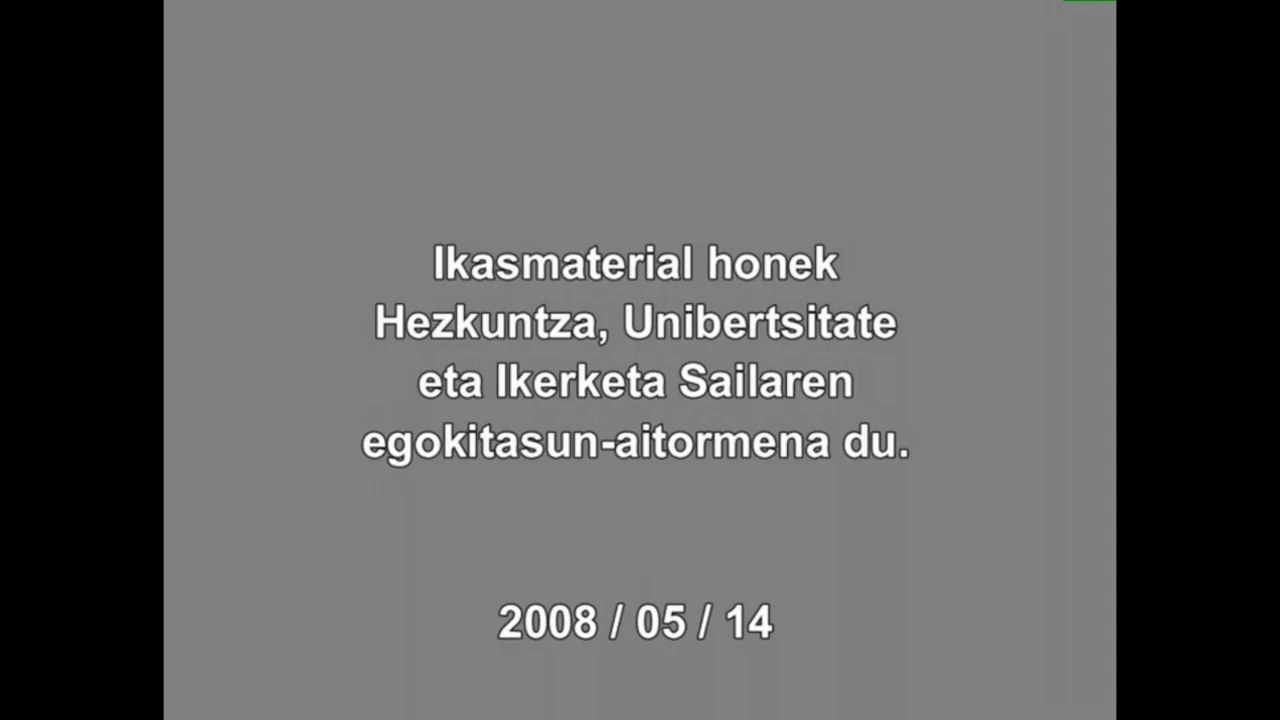 Ikasmaterial honek
Hezkuntza, Unibertsitate
eta Ikerketa Sailaren
egokitasun-aitormena du.
2008 / 05 / 14